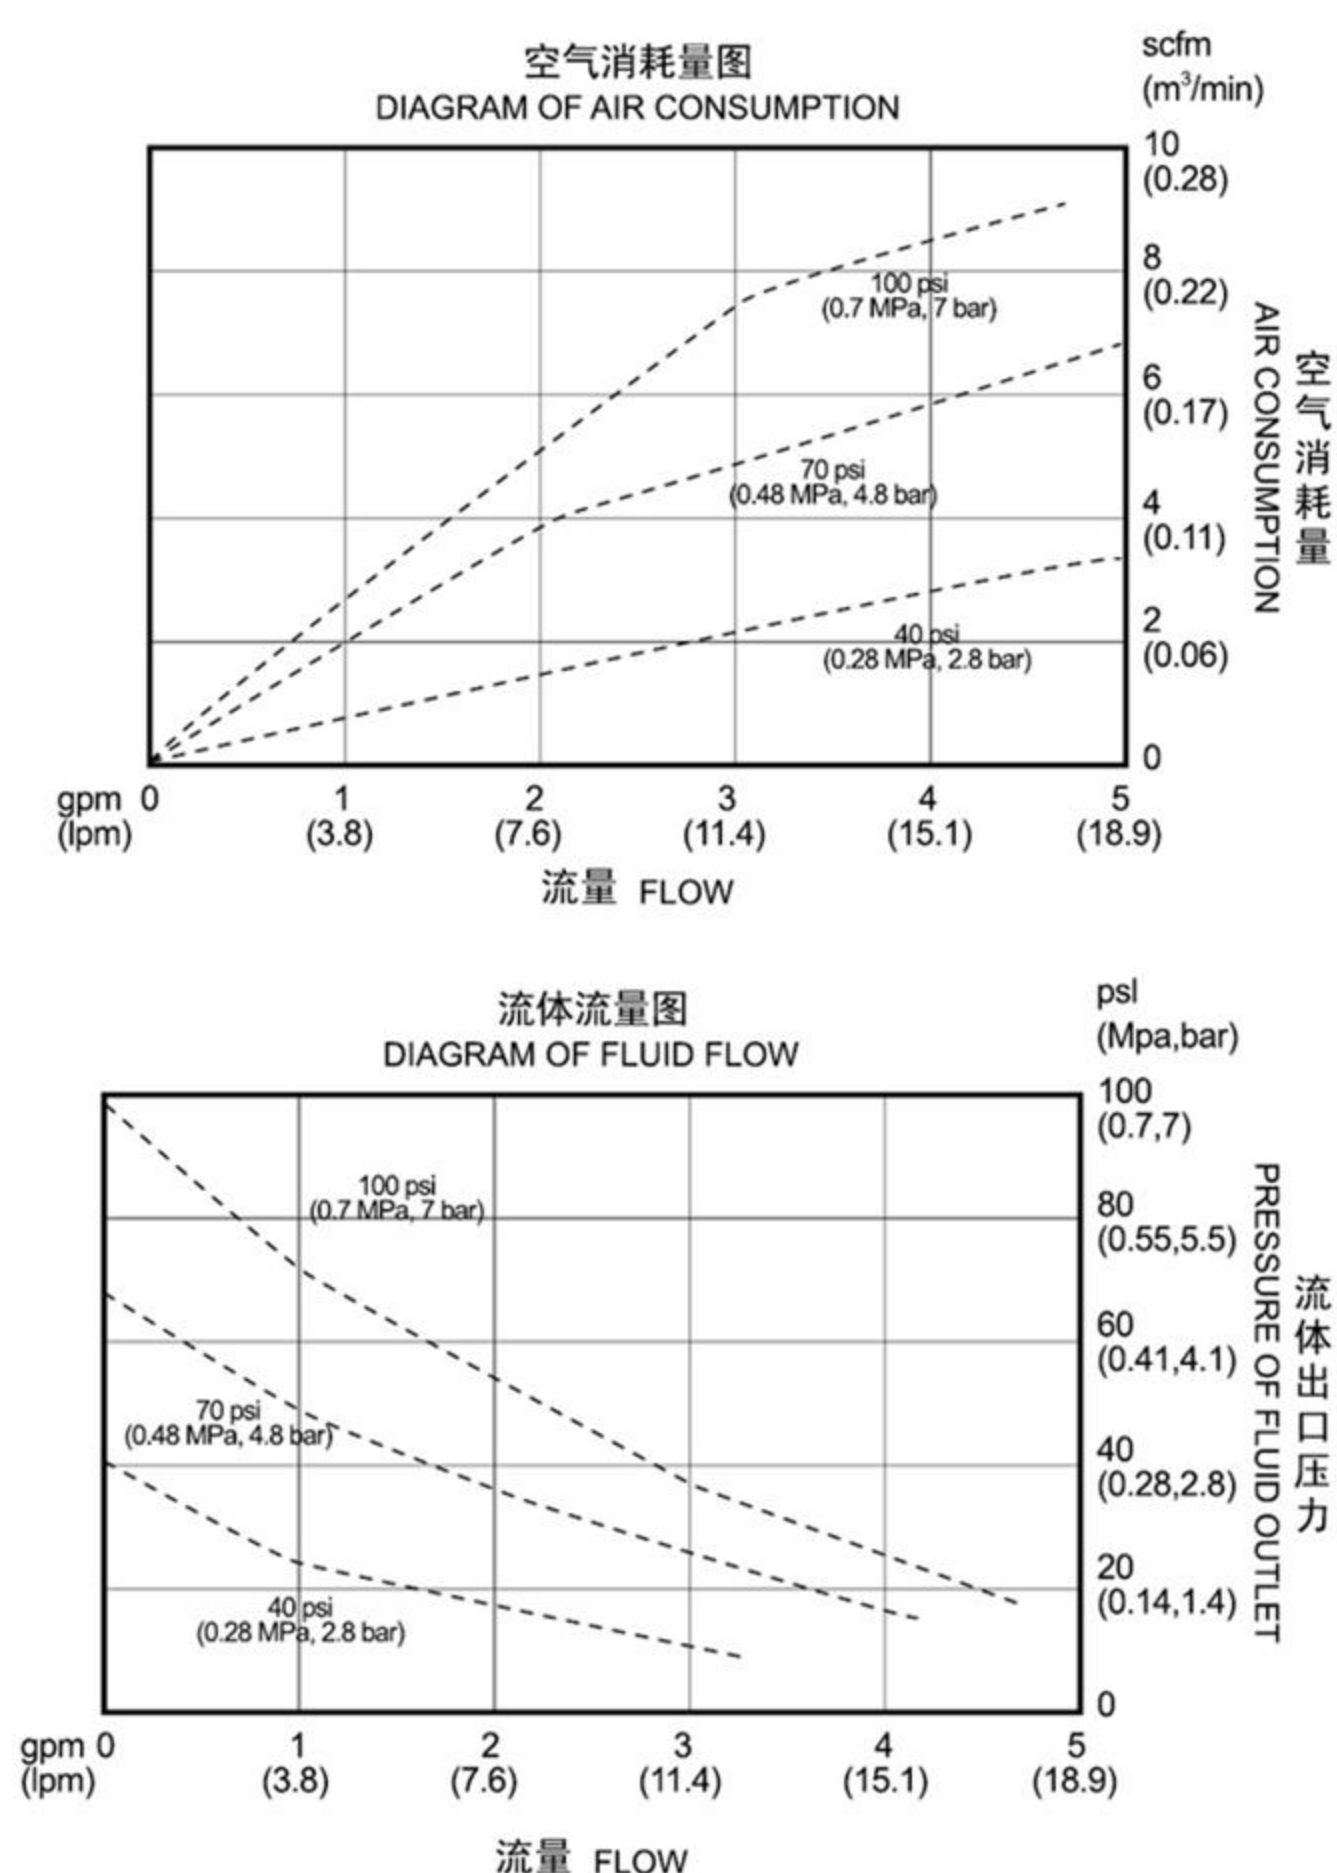 空气消耗量图
DIAGRAM OF AIR CONSUMPTION
scfm
(m³/min)
10
(0.28)
8
(0.22)
6
(0.17)
4
(0.11)
2
(0.06)
0
AIR CONSUMPTION
空气消耗量
100 psi
(0.7 MPa, 7 bar)
70 psi
(0.48 MPa, 4.8 bar)
40 psi
(0.28 MPa, 2.8 bar)
gpm 0 1 2 3 4 5
(lpm) (3.8) (7.6) (11.4) (15.1) (18.9)
流量 FLOW
流体流量图
DIAGRAM OF FLUID FLOW
psl
(Mpa,bar)
100
(0.7,7)
80
(0.55,5.5)
60
(0.41,4.1)
40
(0.28,2.8)
20
(0.14,1.4)
0
PRESSURE OF FLUID OUTLET
流体出口压力
100 psi
(0.7 MPa, 7 bar)
70 psi
(0.48 MPa, 4.8 bar)
40 psi
(0.28 MPa, 2.8 bar)
gpm 0 1 2 3 4 5
(lpm) (3.8) (7.6) (11.4) (15.1) (18.9)
流量 FLOW